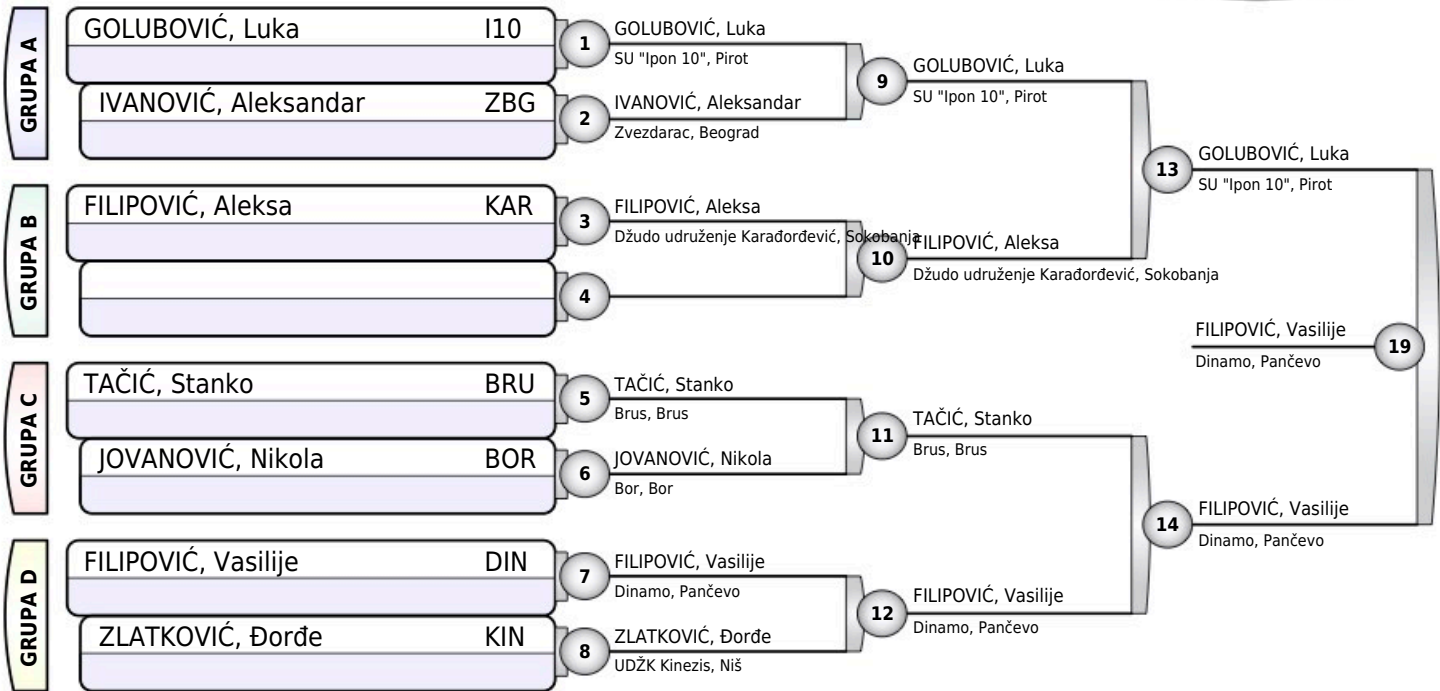 GRUPA A
GOLUBOVIĆ, Luka I10
IVANOVIĆ, Aleksandar ZBG
GRUPA B
FILIPOVIĆ, Aleksa KAR
GRUPA C
TAČIĆ, Stanko BRU
JOVANOVIĆ, Nikola BOR
GRUPA D
FILIPOVIĆ, Vasilije DIN
ZLATKOVIĆ, Đorđe KIN
1
GOLUBOVIĆ, Luka
SU "Ipon 10", Pirot
2
IVANOVIĆ, Aleksandar
Zvezdarac, Beograd
3
FILIPOVIĆ, Aleksa
Džudo udruženje Karađorđević, Sokobanja
4
5
TAČIĆ, Stanko
Brus, Brus
6
JOVANOVIĆ, Nikola
Bor, Bor
7
FILIPOVIĆ, Vasilije
Dinamo, Pančevo
8
ZLATKOVIĆ, Đorđe
UDŽK Kinezis, Niš
9
GOLUBOVIĆ, Luka
SU "Ipon 10", Pirot
10
FILIPOVIĆ, Aleksa
Džudo udruženje Karađorđević, Sokobanja
11
TAČIĆ, Stanko
Brus, Brus
12
FILIPOVIĆ, Vasilije
Dinamo, Pančevo
13
GOLUBOVIĆ, Luka
SU "Ipon 10", Pirot
14
FILIPOVIĆ, Vasilije
Dinamo, Pančevo
FILIPOVIĆ, Vasilije
Dinamo, Pančevo
19